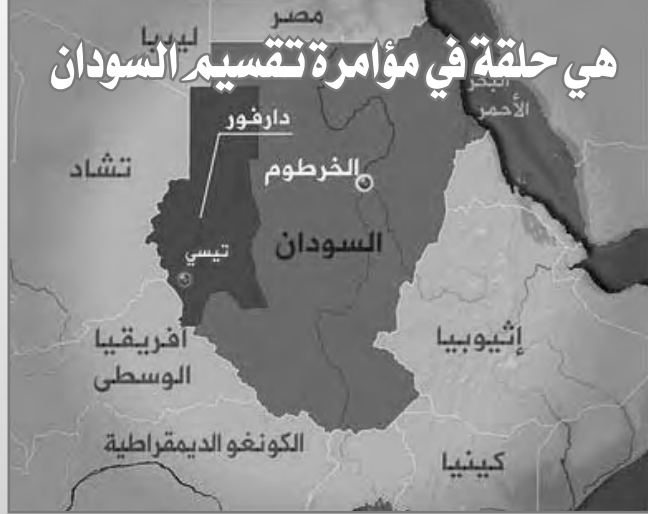 مصر
ليبيا
هي حلقة في مؤامرة تقسيم السودان
البحر
الأحمر
دارفور
تشاد
الخرطوم
السودان
تيسي
أفريقيا
الوسطى
إثيوبيا
الكونغو الديمقراطية
كينيا